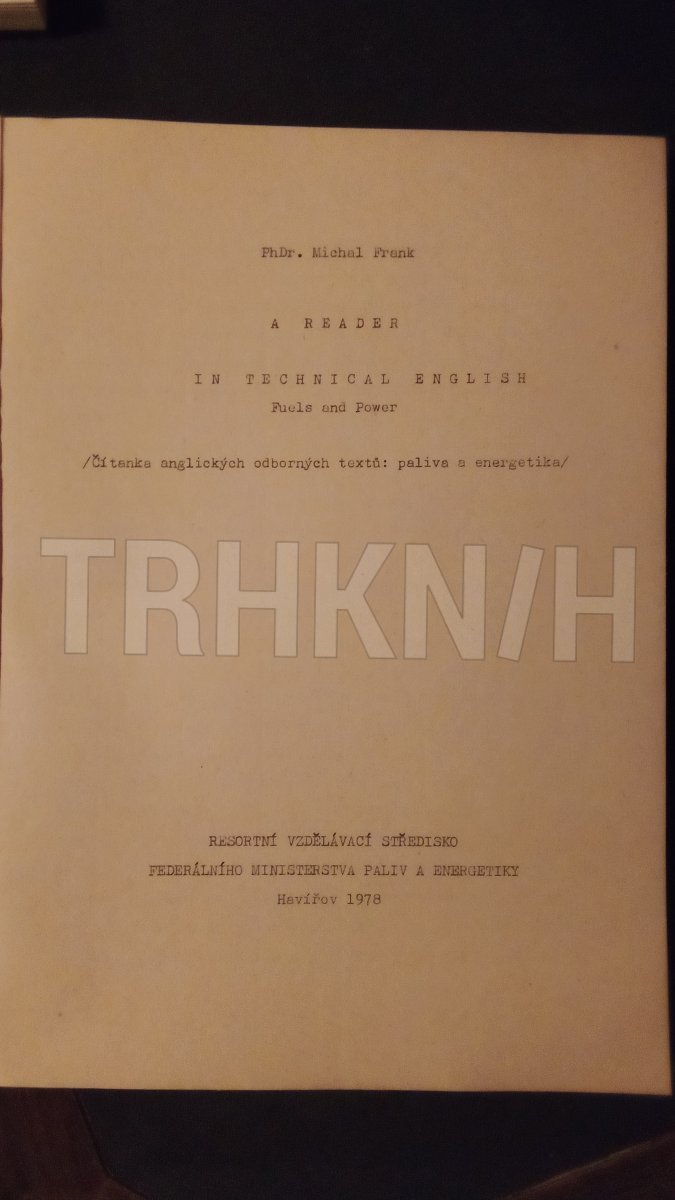 PhDr. Michal Frank
A READER
IN TECHNICAL ENGLISH
Fuels and Power
/Čítanka anglických odborných textů: paliva a energetika/
TRHKN/H
RESORTNÍ VZDĚLÁVACÍ STŘEDISKO
FEDERÁLNÍHO MINISTERSTVA PALIV A ENERGETIKY
Havířov 1978